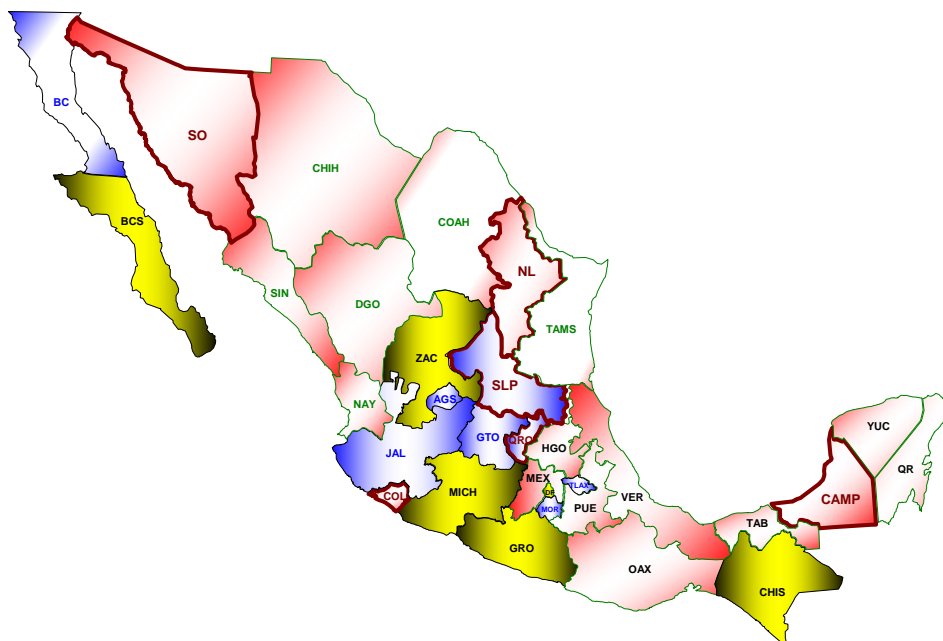 BC
SO
CHIH
BCS
COAH
NL
SIN
DGO
TAMS
ZAC
SLP
NAY
AGS
YUC
JAL
GTO
QRO
HGO
QR
MEX
COL
MICH
DF
TLAX
VER
CAMP
MOR
PUE
TAB
GRO
OAX
CHIS